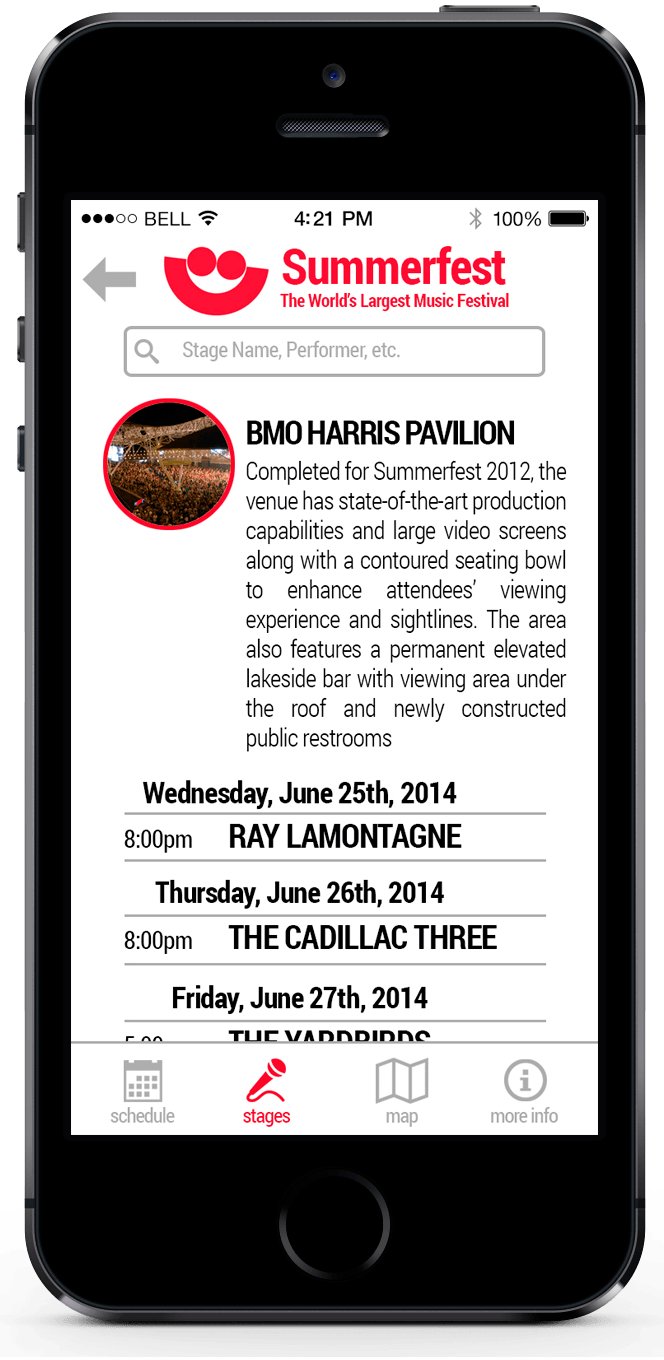 BELL 4:21 PM 100%
Summerfest
The World's Largest Music Festival
Stage Name, Performer, etc.
BMO HARRIS PAVILION
Completed for Summerfest 2012, the
venue has state-of-the-art production
capabilities and large video screens
along with a contoured seating bowl
to enhance attendees' viewing
experience and sightlines. The area
also features a permanent elevated
lakeside bar with viewing area under
the roof and newly constructed
public restrooms
Wednesday, June 25th, 2014
8:00pm RAY LAMONTAGNE
Thursday, June 26th, 2014
8:00pm THE CADILLAC THREE
Friday, June 27th, 2014
THE YARDBIRDS
schedule stages map more info